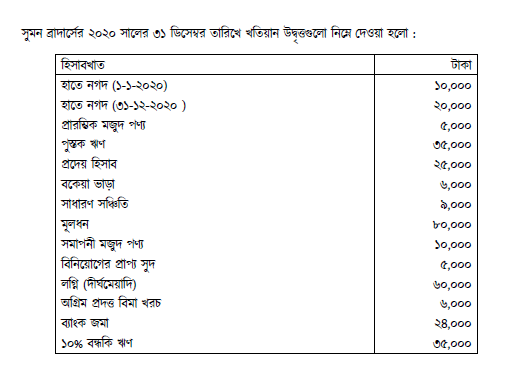 সুমন ব্রাদার্সের ২০২০ সালের ৩১ ডিসেম্বর তারিখে খতিয়ান উদ্বৃত্তগুলো নিম্নে দেওয়া হলো :
হিসাবখাত টাকা
হাতে নগদ (১-১-২০২০) ১০,০০০
হাতে নগদ (৩১-১২-২০২০ ) ২০,০০০
প্রারম্ভিক মজুদ পণ্য ৫,০০০
পুস্তক ঋণ ৩৫,০০০
প্রদেয় হিসাব ২৫,০০০
বকেয়া ভাড়া ৬,০০০
সাধারণ সঞ্চিতি ৯,০০০
মূলধন ৮০,০০০
সমাপনী মজুদ পণ্য ১০,০০০
বিনিয়োগের প্রাপ্য সুদ ৫,০০০
লগ্নি (দীর্ঘমেয়াদি) ৬০,০০০
অগ্রিম প্রদত্ত বিমা খরচ ৬,০০০
ব্যাংক জমা ২৪,০০০
১০% বন্ধকি ঋণ ৩৫,০০০